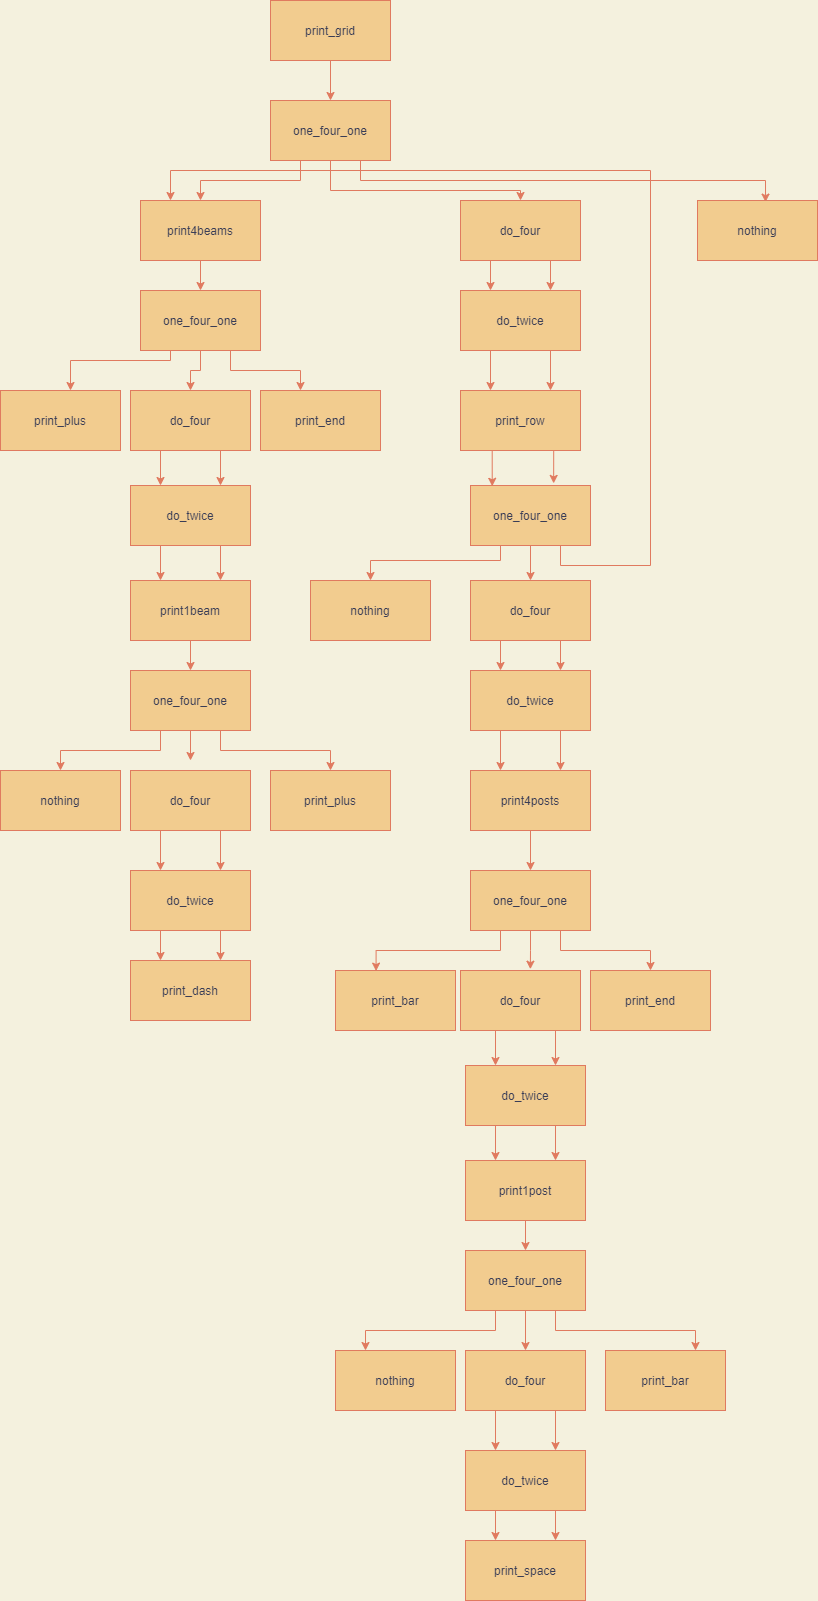 print_grid
one_four_one
print4beams
do_four
nothing
one_four_one
do_twice
print_plus
do_four
print_end
print_row
do_twice
one_four_one
print1beam
nothing
do_four
one_four_one
do_twice
nothing
do_four
print_plus
print4posts
do_twice
one_four_one
print_dash
print_bar
do_four
print_end
do_twice
print1post
one_four_one
nothing
do_four
print_bar
do_twice
print_space